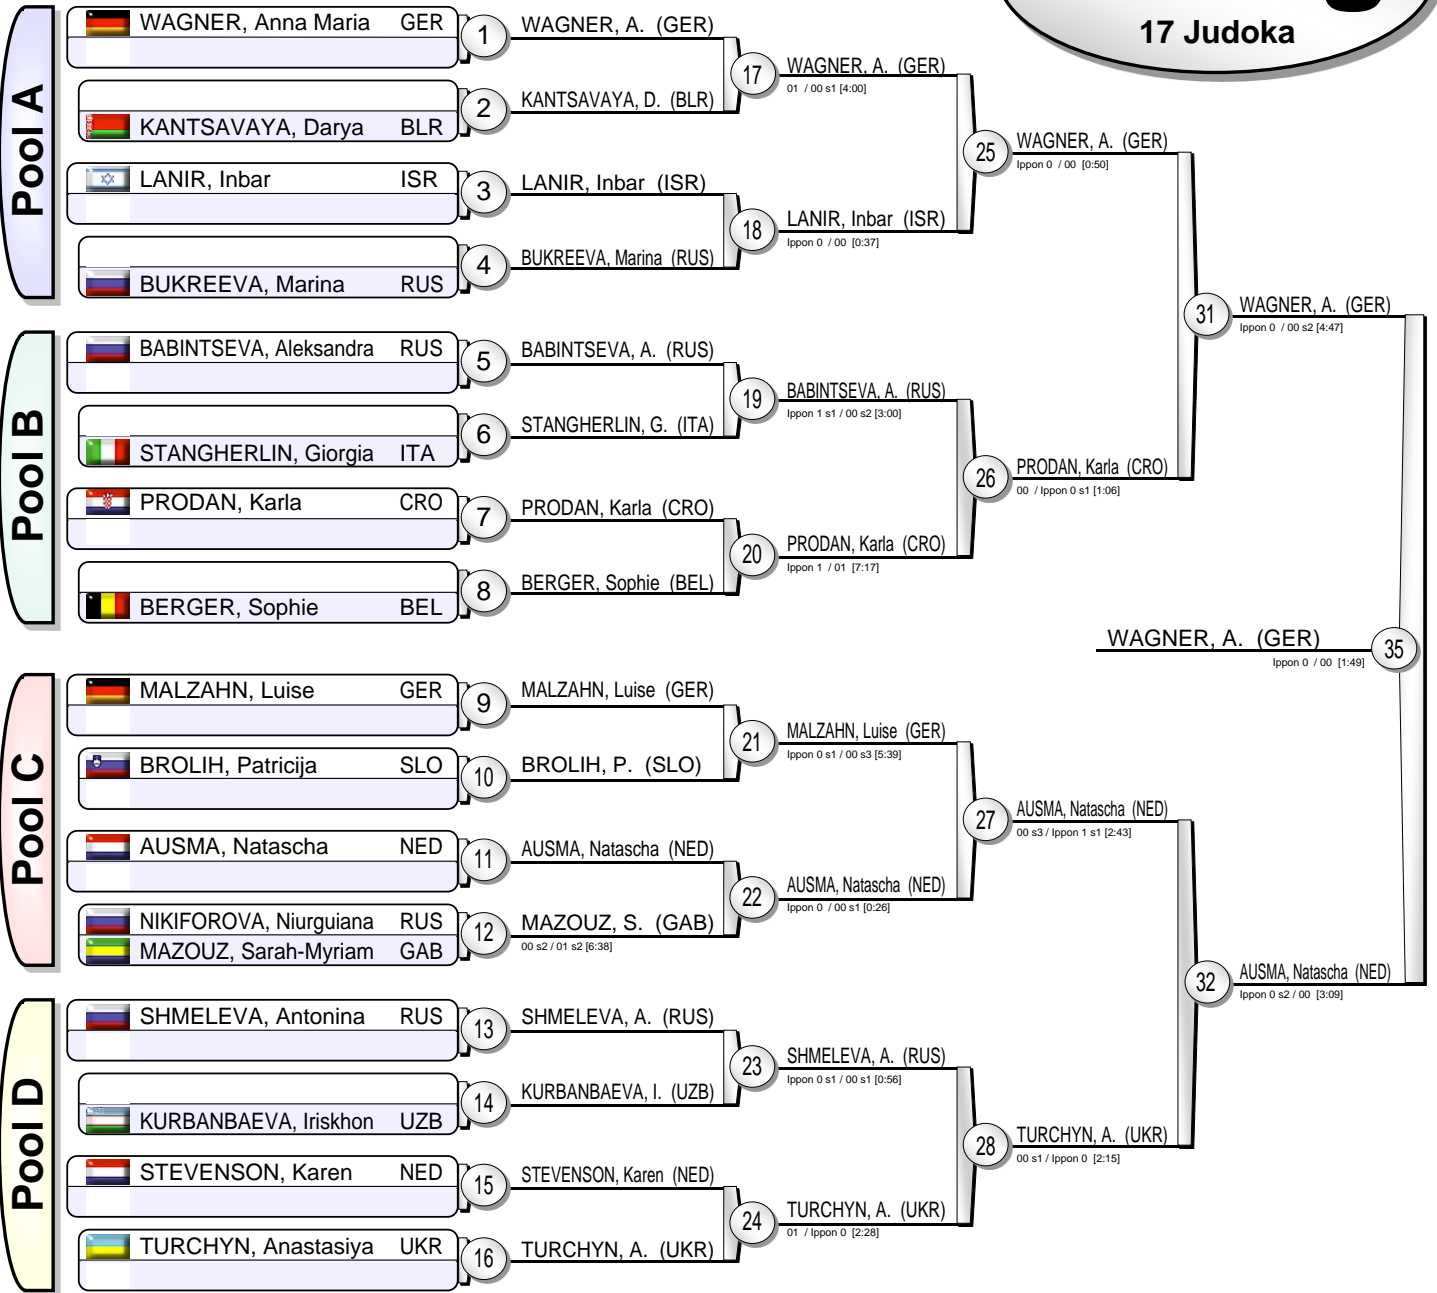 17 Judoka
Pool A
WAGNER, Anna Maria GER
1
KANTSAVAYA, Darya BLR
2
LANIR, Inbar ISR
3
BUKREEVA, Marina RUS
4
Pool B
BABINTSEVA, Aleksandra RUS
5
STANGHERLIN, Giorgia ITA
6
PRODAN, Karla CRO
7
BERGER, Sophie BEL
8
Pool C
MALZAHN, Luise GER
9
BROLIH, Patricija SLO
10
AUSMA, Natascha NED
11
NIKIFOROVA, Niurguiana RUS
MAZOUZ, Sarah-Myriam GAB
12
Pool D
SHMELEVA, Antonina RUS
13
KURBANBAEVA, Iriskhon UZB
14
STEVENSON, Karen NED
15
TURCHYN, Anastasiya UKR
16
WAGNER, A. (GER)
KANTSAVAYA, D. (BLR)
17
LANIR, Inbar (ISR)
BUKREEVA, Marina (RUS)
18
BABINTSEVA, A. (RUS)
STANGHERLIN, G. (ITA)
19
PRODAN, Karla (CRO)
BERGER, Sophie (BEL)
20
MALZAHN, Luise (GER)
BROLIH, P. (SLO)
21
AUSMA, Natascha (NED)
MAZOUZ, S. (GAB)
00 s2 / 01 s2 [6:38]
22
SHMELEVA, A. (RUS)
KURBANBAEVA, I. (UZB)
23
STEVENSON, Karen (NED)
TURCHYN, A. (UKR)
24
WAGNER, A. (GER)
01 / 00 s1 [4:00]
LANIR, Inbar (ISR)
Ippon 0 / 00 [0:37]
25
BABINTSEVA, A. (RUS)
Ippon 1 s1 / 00 s2 [3:00]
PRODAN, Karla (CRO)
Ippon 1 / 01 [7:17]
26
MALZAHN, Luise (GER)
Ippon 0 s1 / 00 s3 [5:39]
AUSMA, Natascha (NED)
Ippon 0 / 00 s1 [0:26]
27
SHMELEVA, A. (RUS)
Ippon 0 s1 / 00 s1 [0:56]
TURCHYN, A. (UKR)
01 / Ippon 0 [2:28]
28
WAGNER, A. (GER)
Ippon 0 / 00 [0:50]
PRODAN, Karla (CRO)
00 / Ippon 0 s1 [1:06]
31
AUSMA, Natascha (NED)
00 s3 / Ippon 1 s1 [2:43]
TURCHYN, A. (UKR)
00 s1 / Ippon 0 [2:15]
32
WAGNER, A. (GER)
Ippon 0 / 00 s2 [4:47]
AUSMA, Natascha (NED)
Ippon 0 s2 / 00 [3:09]
WAGNER, A. (GER)
Ippon 0 / 00 [1:49]
35